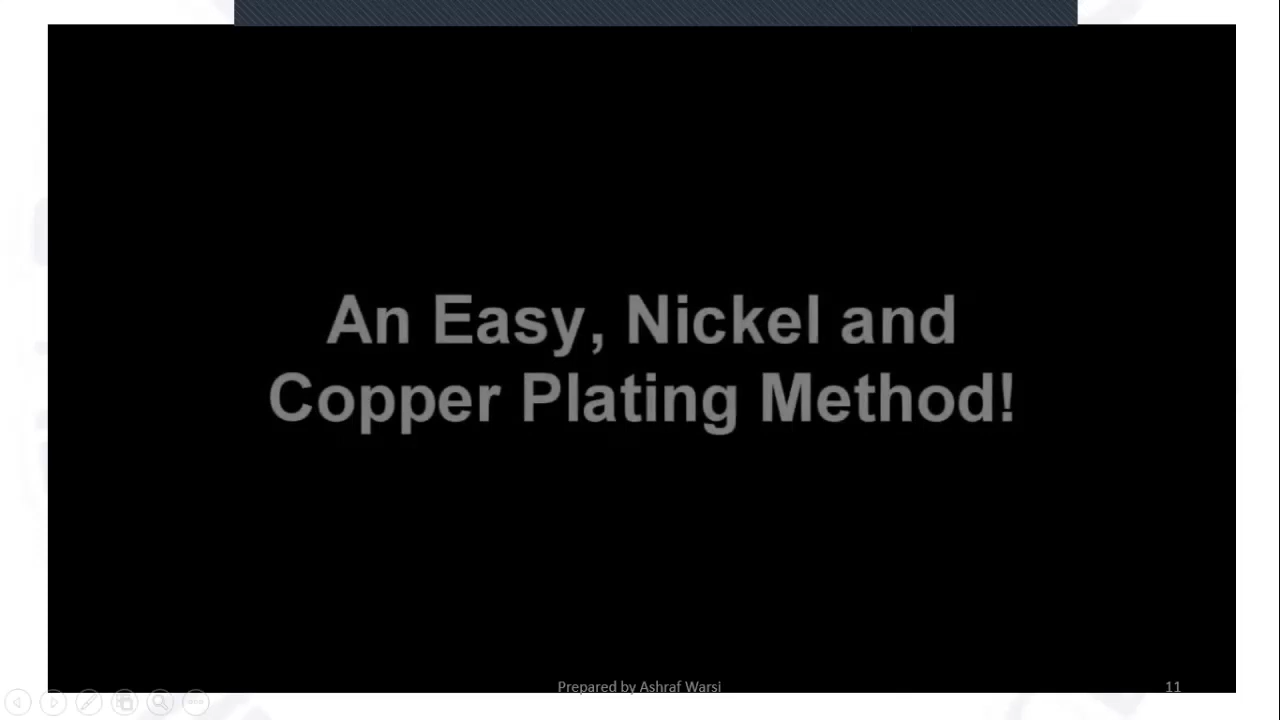 An Easy, Nickel and
Copper Plating Method!
Prepared by Ashraf Warsi
11